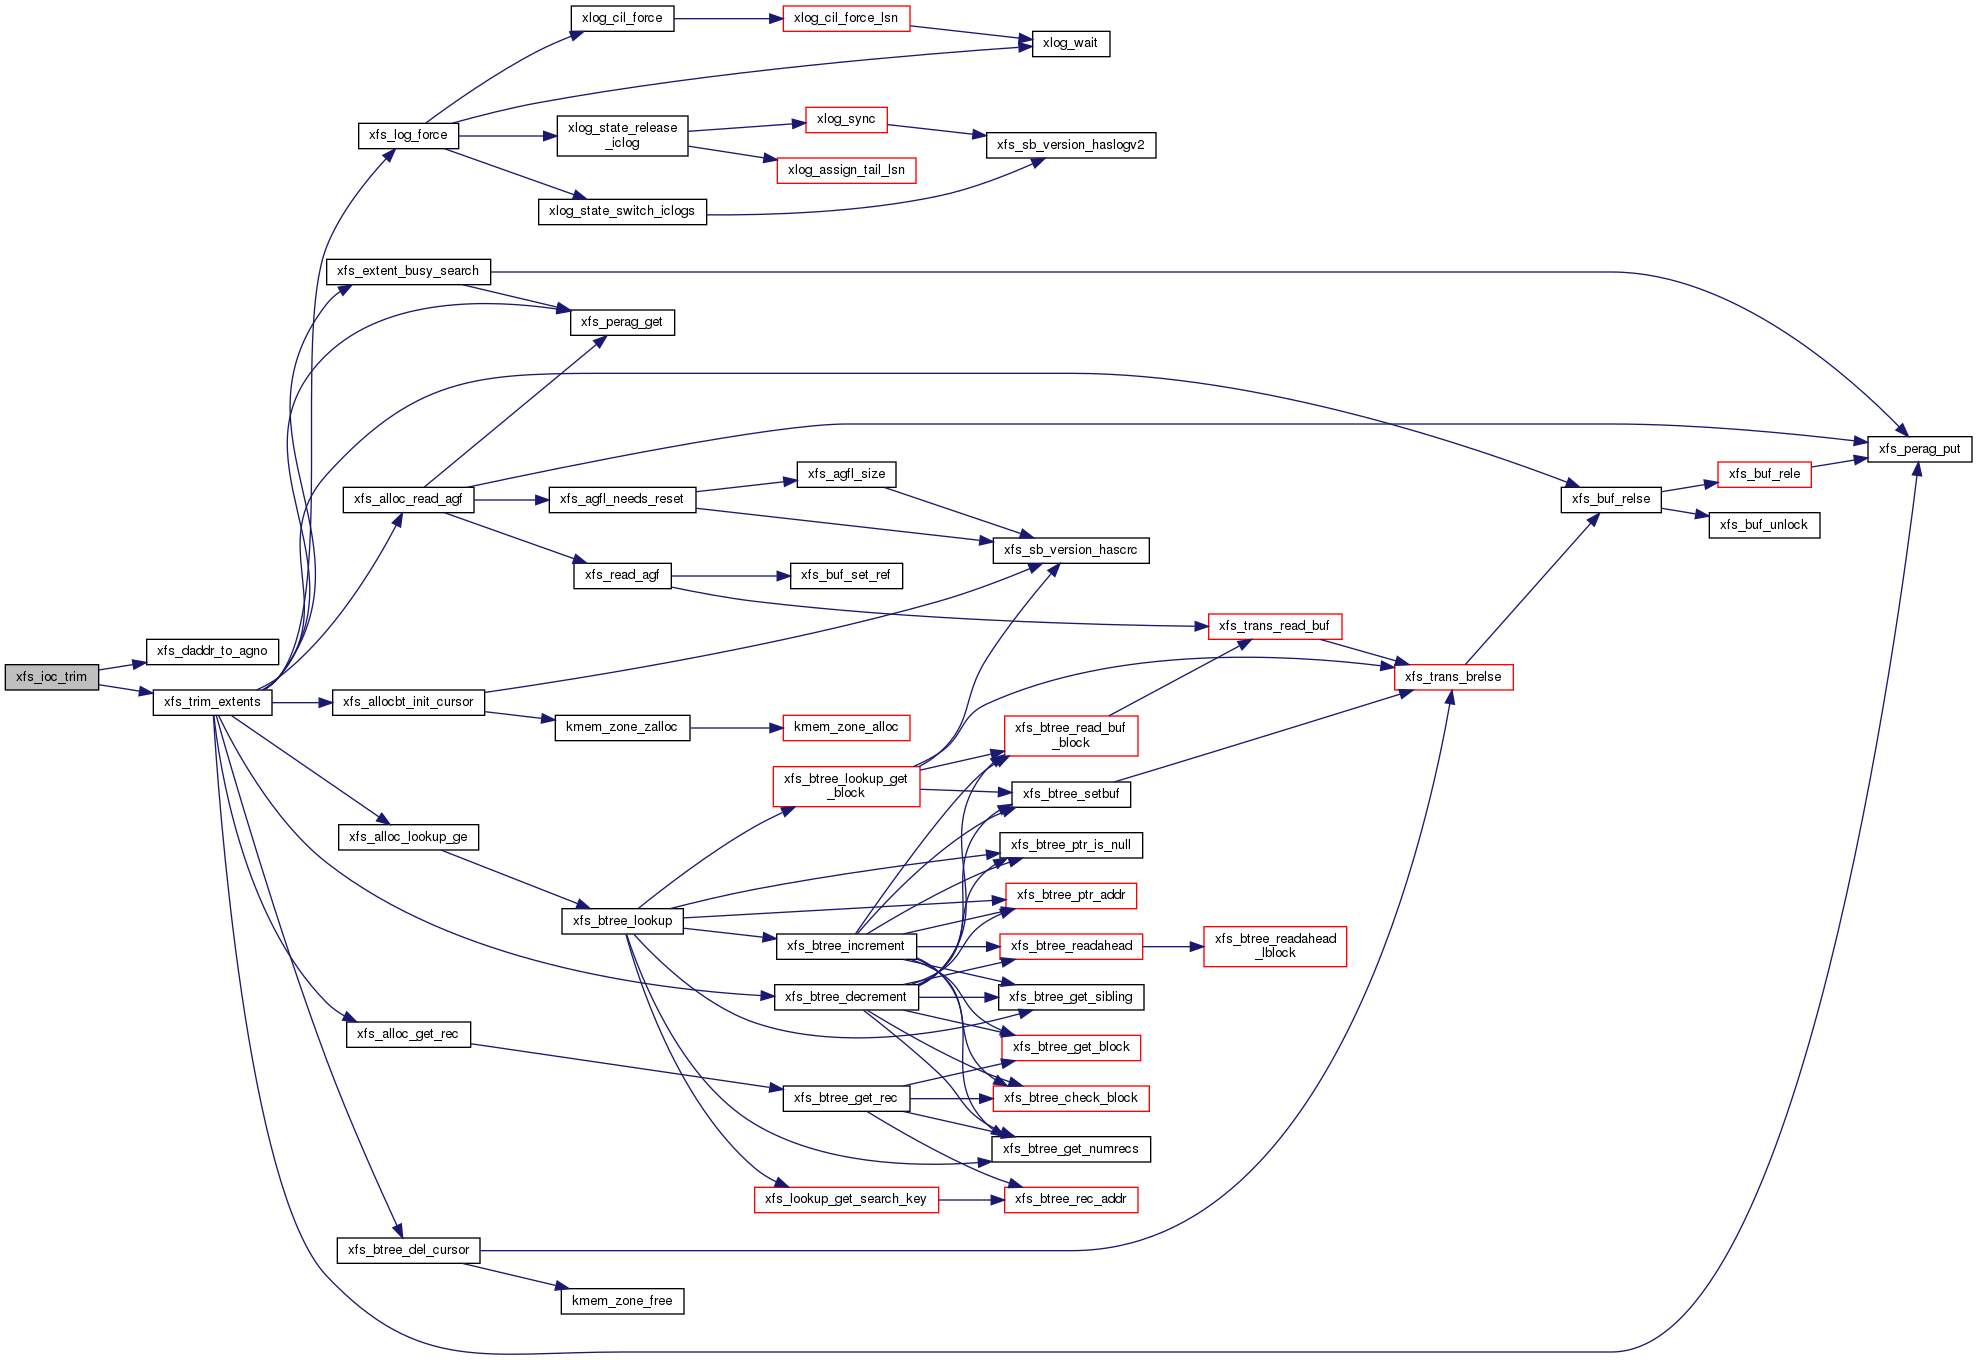 xlog_cil_force
xlog_cil_force_lsn
xlog_wait
xfs_log_force
xlog_state_release
_iclog
xlog_sync
xfs_sb_version_haslogv2
xlog_assign_tail_lsn
xlog_state_switch_iclogs
xfs_extent_busy_search
xfs_perag_get
xfs_perag_put
xfs_alloc_read_agf
xfs_agfl_needs_reset
xfs_agfl_size
xfs_buf_relse
xfs_buf_rele
xfs_buf_unlock
xfs_sb_version_hascrc
xfs_read_agf
xfs_buf_set_ref
xfs_trans_read_buf
xfs_daddr_to_agno
xfs_ioc_trim
xfs_trim_extents
xfs_trans_brelse
xfs_allocbt_init_cursor
kmem_zone_zalloc
kmem_zone_alloc
xfs_btree_read_buf
_block
xfs_btree_lookup_get
_block
xfs_btree_setbuf
xfs_alloc_lookup_ge
xfs_btree_ptr_is_null
xfs_btree_ptr_addr
xfs_btree_lookup
xfs_btree_increment
xfs_btree_readahead
xfs_btree_readahead
_lblock
xfs_btree_decrement
xfs_btree_get_sibling
xfs_alloc_get_rec
xfs_btree_get_block
xfs_btree_get_rec
xfs_btree_check_block
xfs_btree_get_numrecs
xfs_lookup_get_search_key
xfs_btree_rec_addr
xfs_btree_del_cursor
kmem_zone_free